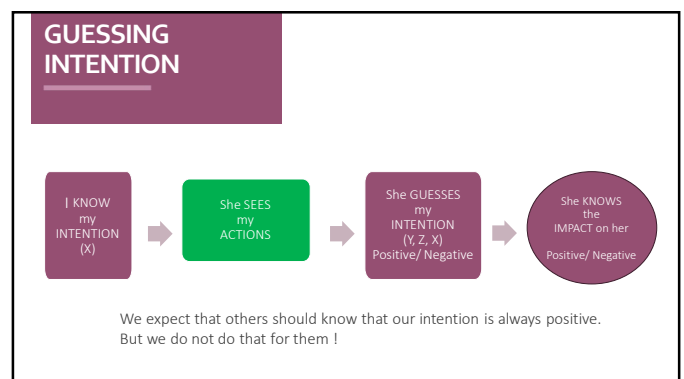 GUESSING
INTENTION
I KNOW
my
INTENTION
(X)
She SEES
my
ACTIONS
She GUESSES
my
INTENTION
(Y, Z, X)
Positive/ Negative
She KNOWS
the
IMPACT on her
Positive/ Negative
We expect that others should know that our intention is always positive.
But we do not do that for them !